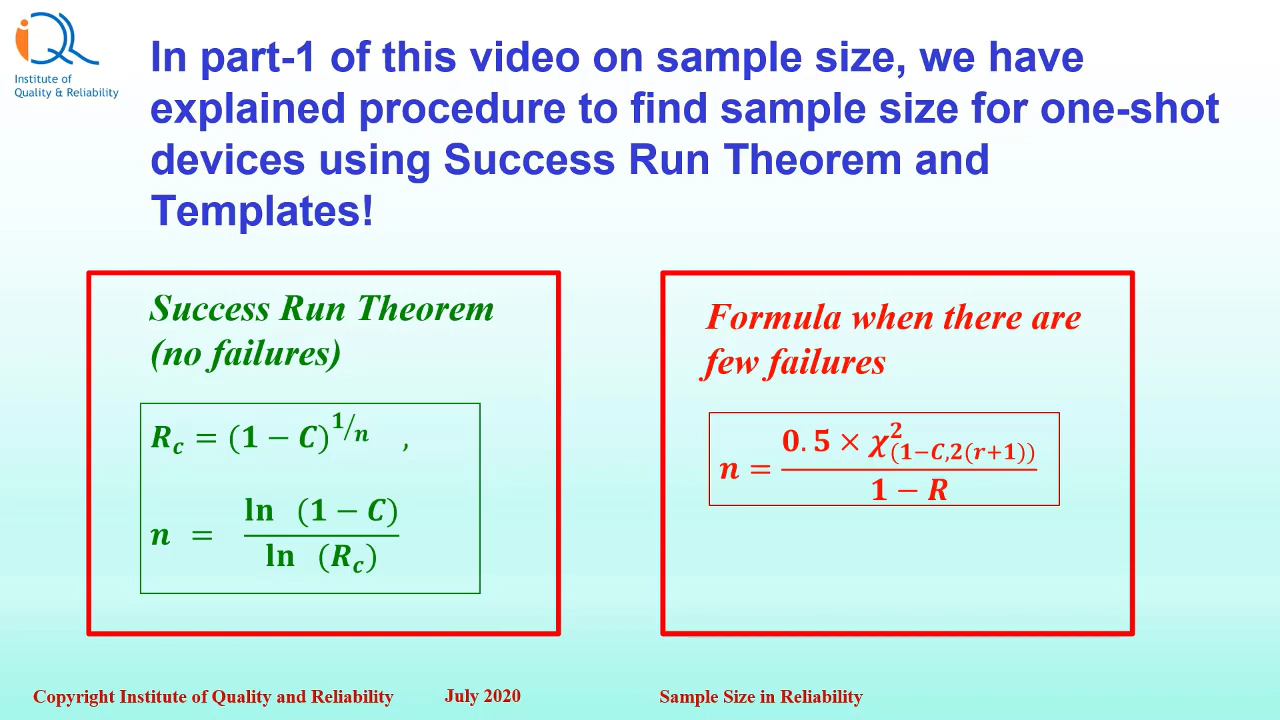 Institute of
Quality & Reliability
In part-1 of this video on sample size, we have
explained procedure to find sample size for one-shot
devices using Success Run Theorem and
Templates!
Success Run Theorem
(no failures)
R_c = (1 − C)^{1/n} ,
n = ln (1 − C) / ln (R_c)
Formula when there are
few failures
n = 0.5 × χ²_{(1−C,2(r+1))} / 1 − R
Copyright Institute of Quality and Reliability July 2020 Sample Size in Reliability